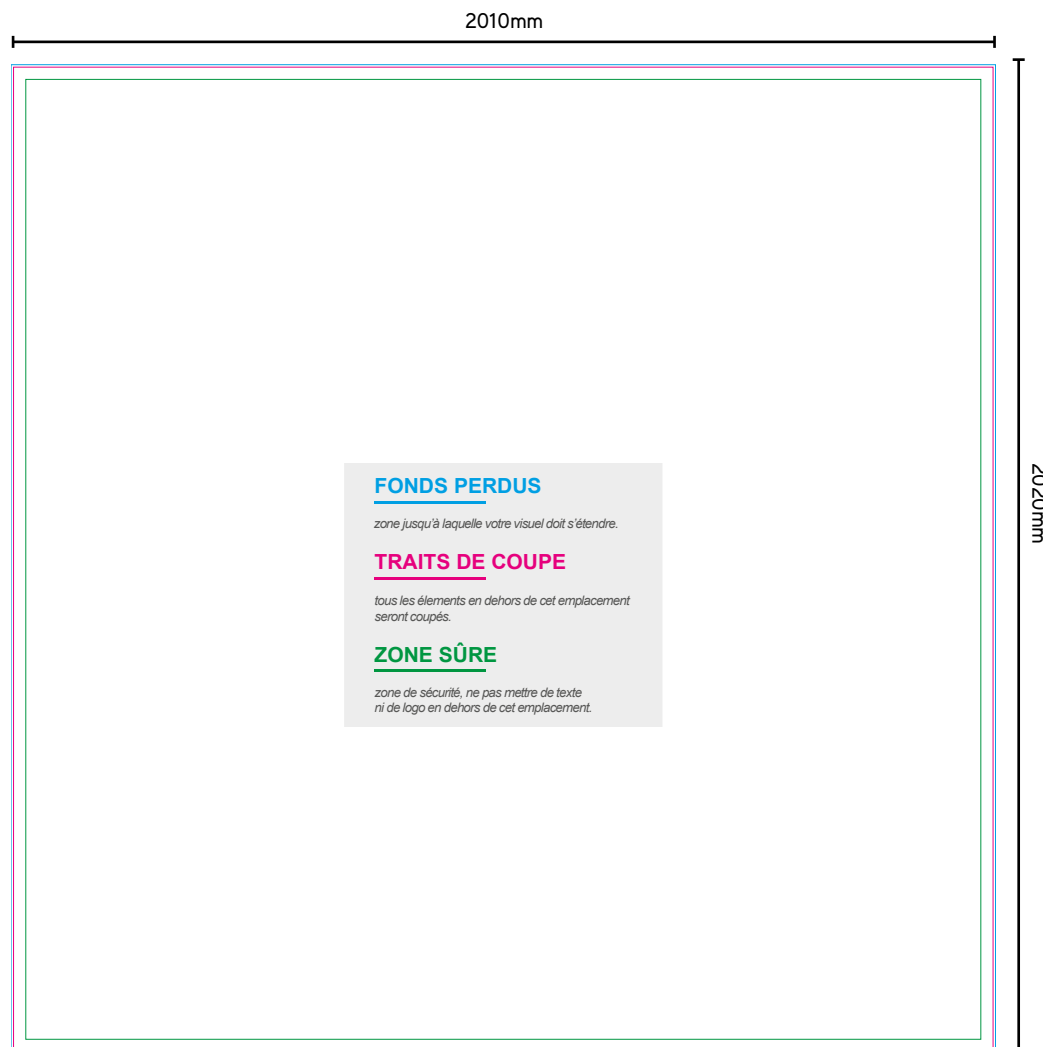 2010mm
2020mm
FONDS PERDUS
zone jusqu'à laquelle votre visuel doit s'étendre.
TRAITS DE COUPE
tous les élements en dehors de cet emplacement
seront coupés.
ZONE SÛRE
zone de sécurité, ne pas mettre de texte
ni de logo en dehors de cet emplacement.